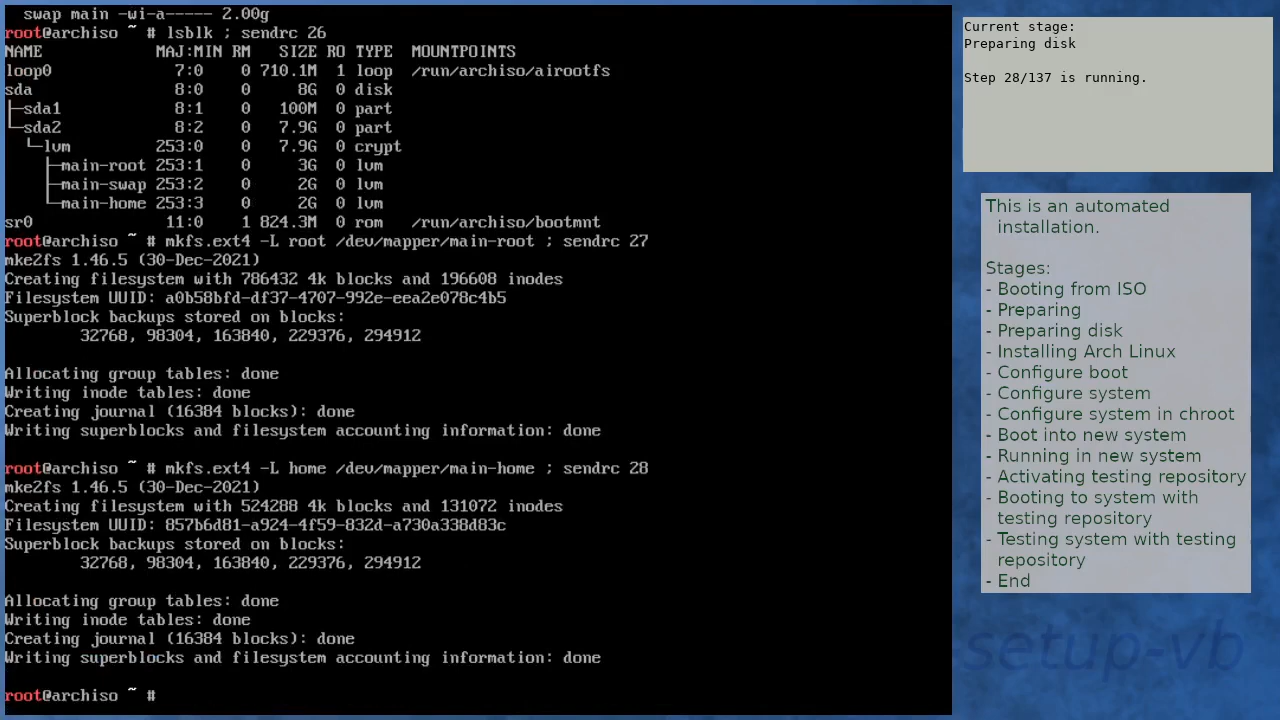 swap main -wi-a----- 2.00g
root@archiso ~ # lsblk ; sendrc 26
NAME            MAJ:MIN RM   SIZE RO TYPE  MOUNTPOINTS
loop0             7:0    0 710.1M  1 loop  /run/archiso/airootfs
sda               8:0    0     8G  0 disk
├─sda1            8:1    0   100M  0 part
└─sda2            8:2    0   7.9G  0 part
  └─lvm         253:0    0   7.9G  0 crypt
    ├─main-root 253:1    0     3G  0 lvm
    ├─main-swap 253:2    0     2G  0 lvm
    └─main-home 253:3    0     2G  0 lvm
sr0              11:0    1 824.3M  0 rom   /run/archiso/bootmnt
root@archiso ~ # mkfs.ext4 -L root /dev/mapper/main-root ; sendrc 27
mke2fs 1.46.5 (30-Dec-2021)
Creating filesystem with 786432 4k blocks and 196608 inodes
Filesystem UUID: a0b58bfd-df37-4707-992e-eea2e078c4b5
Superblock backups stored on blocks:
        32768, 98304, 163840, 229376, 294912

Allocating group tables: done
Writing inode tables: done
Creating journal (16384 blocks): done
Writing superblocks and filesystem accounting information: done

root@archiso ~ # mkfs.ext4 -L home /dev/mapper/main-home ; sendrc 28
mke2fs 1.46.5 (30-Dec-2021)
Creating filesystem with 524288 4k blocks and 131072 inodes
Filesystem UUID: 857b6d81-a924-4f59-832d-a730a338d83c
Superblock backups stored on blocks:
        32768, 98304, 163840, 229376, 294912

Allocating group tables: done
Writing inode tables: done
Creating journal (16384 blocks): done
Writing superblocks and filesystem accounting information: done

root@archiso ~ #
Current stage:
Preparing disk

Step 28/137 is running.
This is an automated
installation.

Stages:
- Booting from ISO
- Preparing
- Preparing disk
- Installing Arch Linux
- Configure boot
- Configure system
- Configure system in chroot
- Boot into new system
- Running in new system
- Activating testing repository
- Booting to system with
testing repository
- Testing system with testing
repository
- End
setup-vb